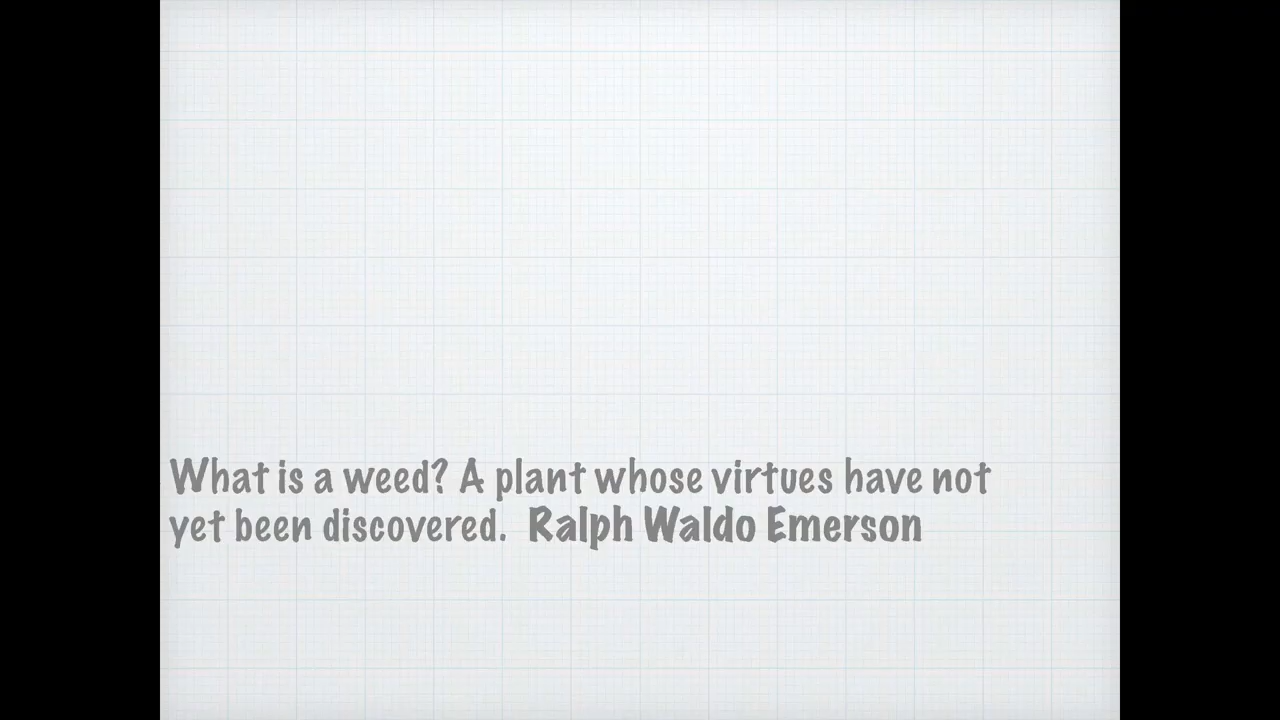 What is a weed? A plant whose virtues have not
yet been discovered. Ralph Waldo Emerson